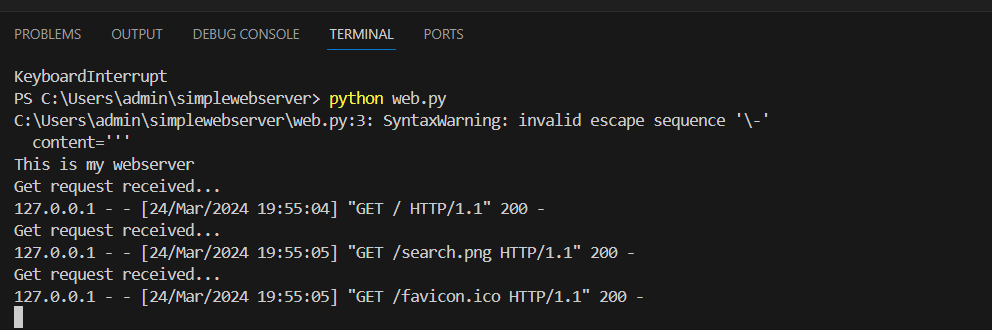 PROBLEMS OUTPUT DEBUG CONSOLE TERMINAL PORTS
KeyboardInterrupt
PS C:\Users\admin\simplewebserver> python web.py
C:\Users\admin\simplewebserver\web.py:3: SyntaxWarning: invalid escape sequence '\-'
  content='''
This is my webserver
Get request received...
127.0.0.1 - - [24/Mar/2024 19:55:04] "GET / HTTP/1.1" 200 -
Get request received...
127.0.0.1 - - [24/Mar/2024 19:55:05] "GET /search.png HTTP/1.1" 200 -
Get request received...
127.0.0.1 - - [24/Mar/2024 19:55:05] "GET /favicon.ico HTTP/1.1" 200 -